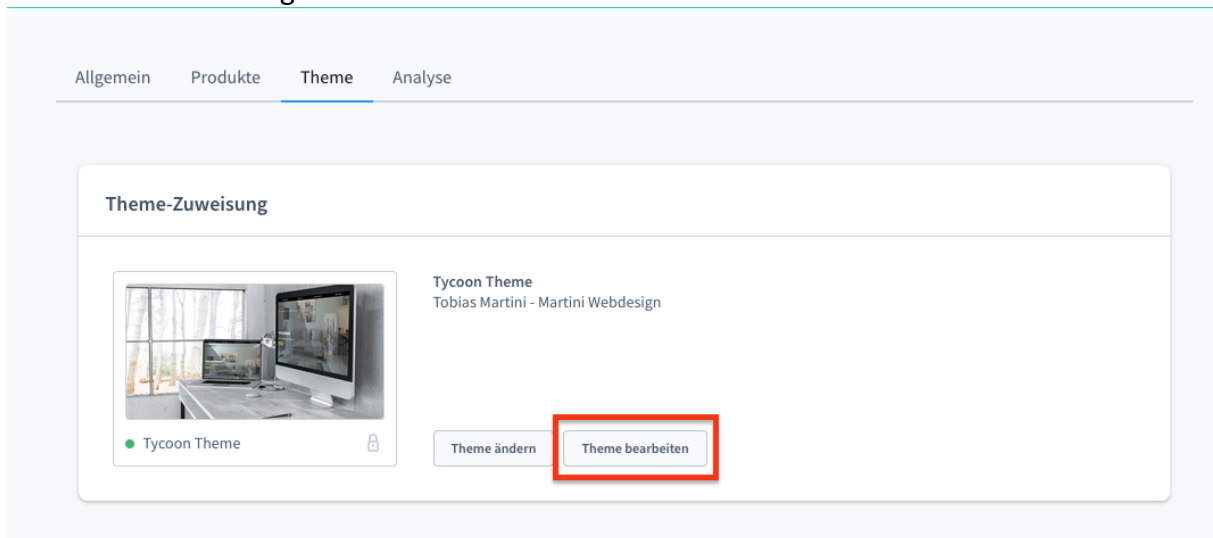 Allgemein Produkte Theme Analyse
Theme-Zuweisung
Tycoon Theme
Tobias Martini - Martini Webdesign
Tycoon Theme
Theme ändern Theme bearbeiten